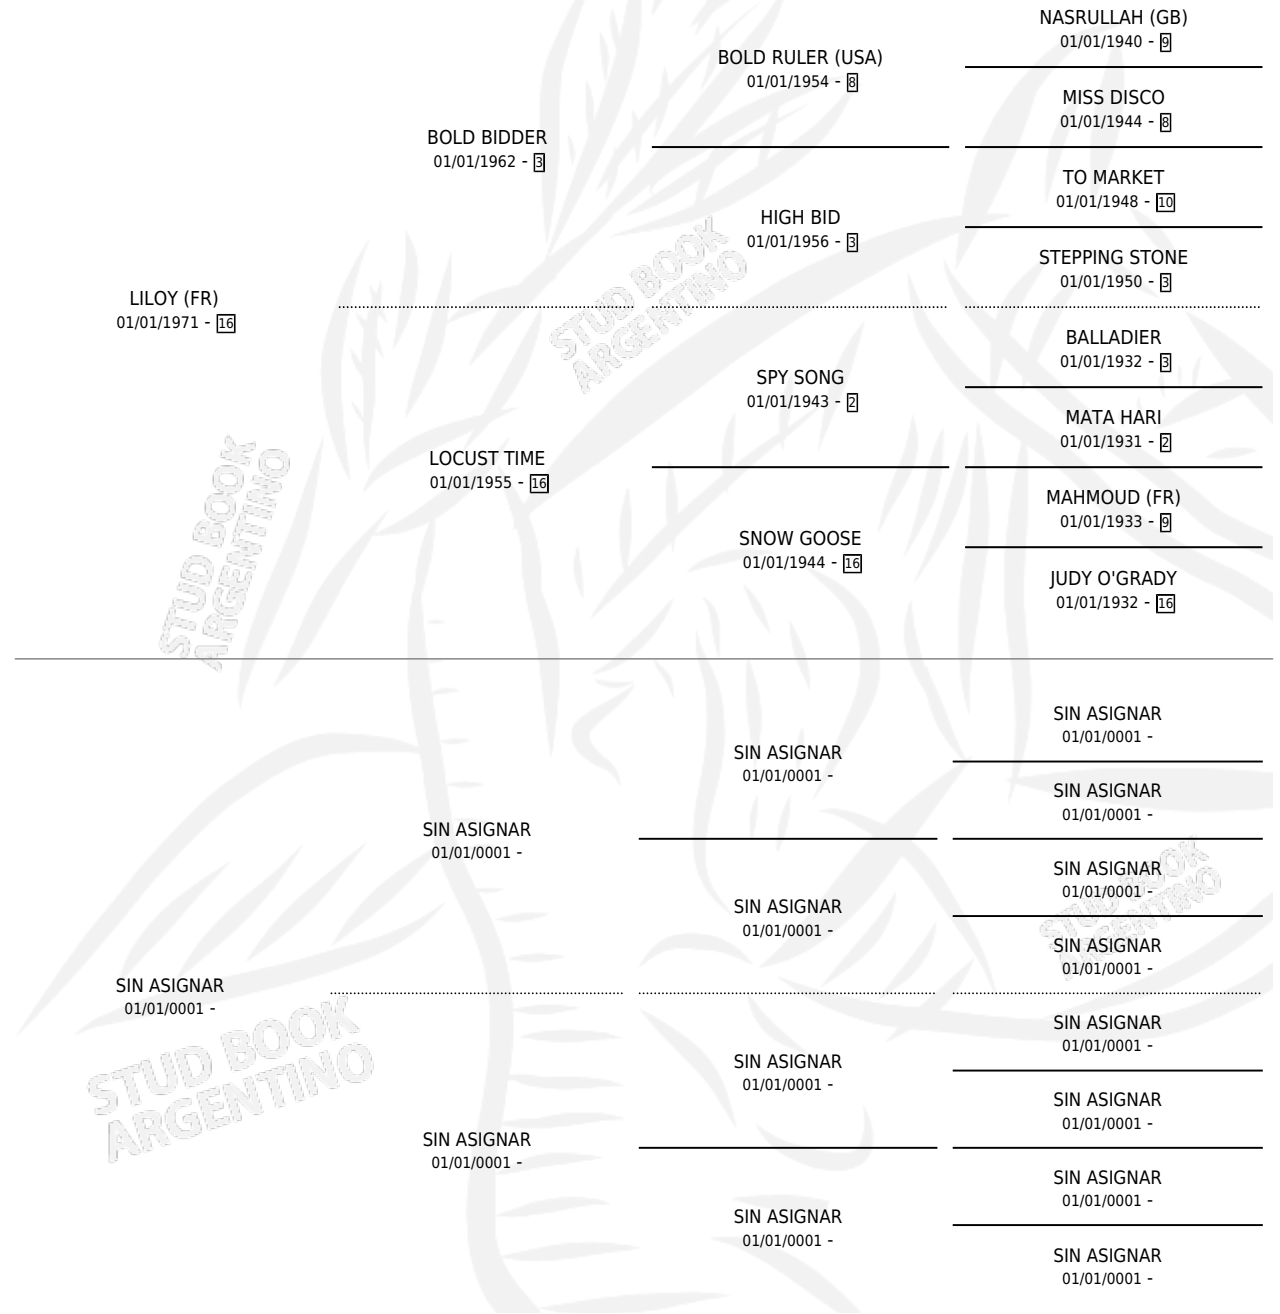 NASRULLAH (GB)
01/01/1940 - 9
BOLD RULER (USA)
01/01/1954 - 8
MISS DISCO
01/01/1944 - 8
BOLD BIDDER
01/01/1962 - 3
TO MARKET
01/01/1948 - 10
HIGH BID
01/01/1956 - 3
STEPPING STONE
01/01/1950 - 3
LILOY (FR)
01/01/1971 - 16
BALLADIER
01/01/1932 - 3
SPY SONG
01/01/1943 - 2
MATA HARI
01/01/1931 - 2
LOCUST TIME
01/01/1955 - 16
MAHMOUD (FR)
01/01/1933 - 9
SNOW GOOSE
01/01/1944 - 16
JUDY O'GRADY
01/01/1932 - 16
SIN ASIGNAR
01/01/0001 -
SIN ASIGNAR
01/01/0001 -
SIN ASIGNAR
01/01/0001 -
SIN ASIGNAR
01/01/0001 -
SIN ASIGNAR
01/01/0001 -
SIN ASIGNAR
01/01/0001 -
SIN ASIGNAR
01/01/0001 -
SIN ASIGNAR
01/01/0001 -
SIN ASIGNAR
01/01/0001 -
SIN ASIGNAR
01/01/0001 -
SIN ASIGNAR
01/01/0001 -
SIN ASIGNAR
01/01/0001 -
SIN ASIGNAR
01/01/0001 -
SIN ASIGNAR
01/01/0001 -
SIN ASIGNAR
01/01/0001 -
STUD BOOK
ARGENTINO
STUD BOOK
ARGENTINO
STUD BOOK
ARGENTINO
STUD BOOK
ARGENTINO